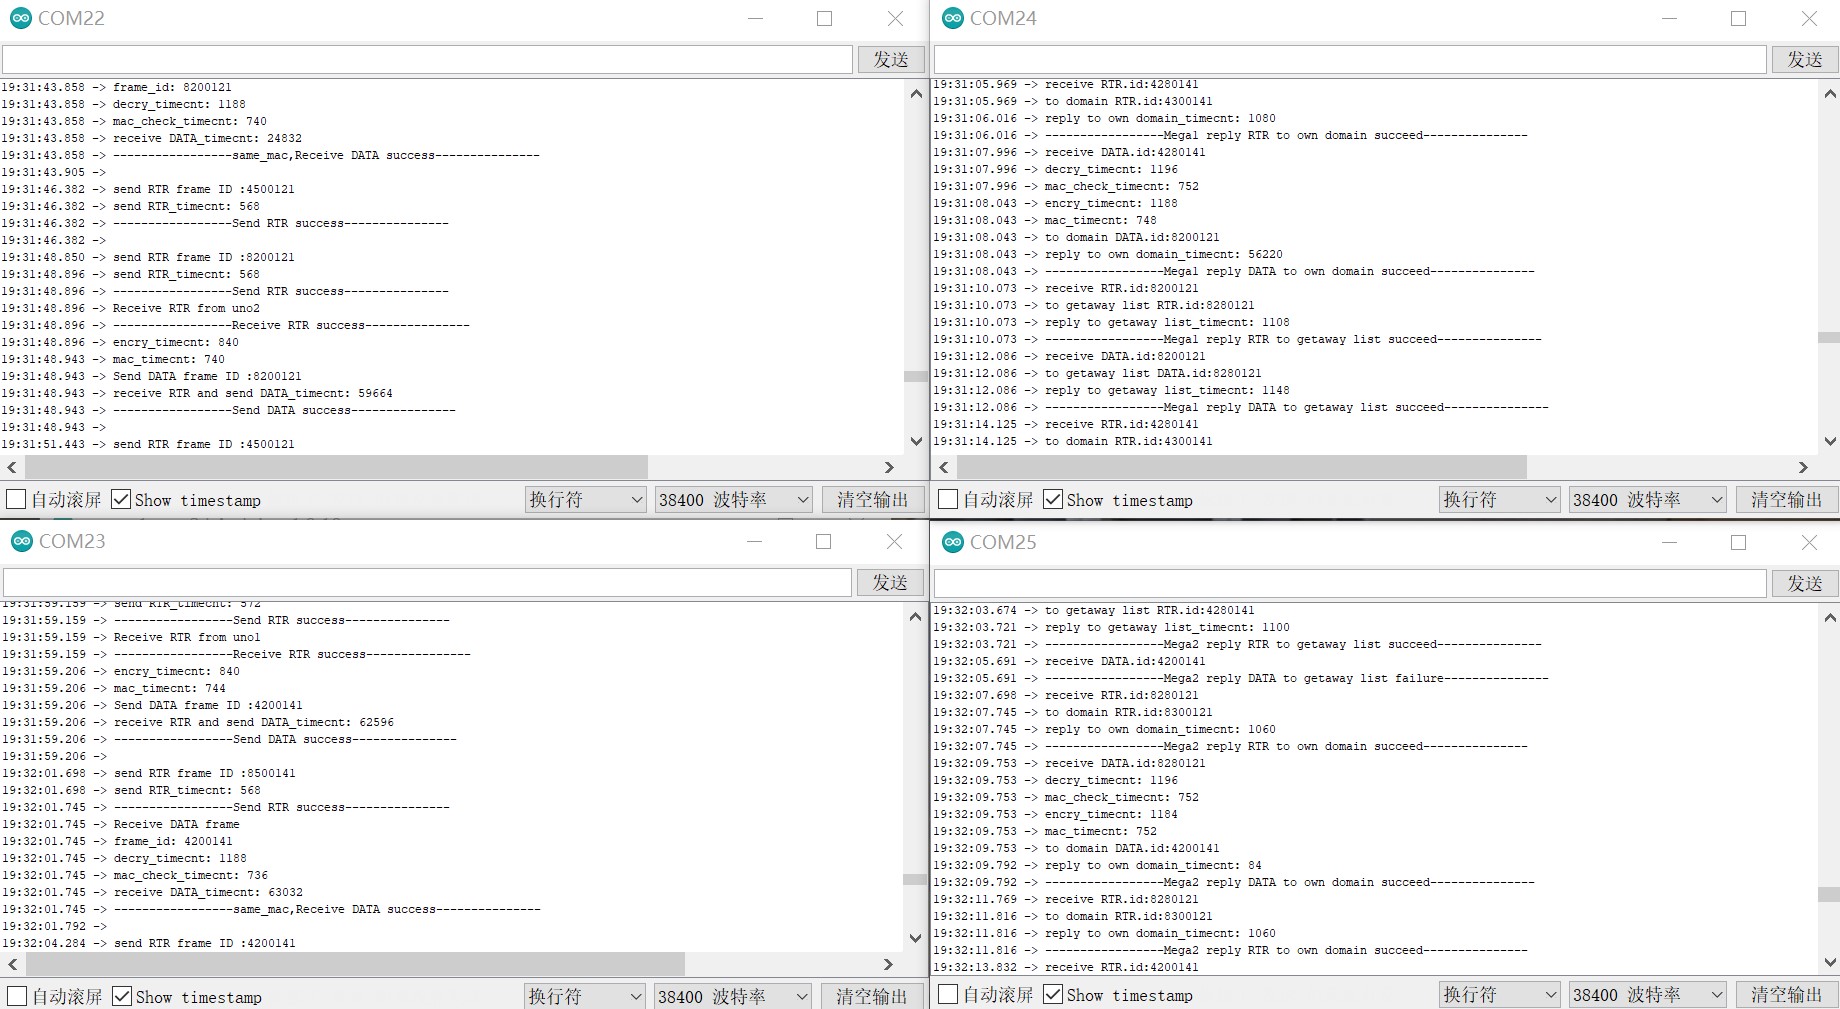 COM22
发送
19:31:43.858 -> frame_id: 8200121
19:31:43.858 -> decry_timecnt: 1188
19:31:43.858 -> mac_check_timecnt: 740
19:31:43.858 -> receive DATA_timecnt: 24832
19:31:43.858 -> -----------------same_mac,Receive DATA success---------------
19:31:43.905 ->
19:31:46.382 -> send RTR frame ID :4500121
19:31:46.382 -> send RTR_timecnt: 568
19:31:46.382 -> -----------------Send RTR success---------------
19:31:46.382 ->
19:31:48.850 -> send RTR frame ID :8200121
19:31:48.896 -> send RTR_timecnt: 568
19:31:48.896 -> -----------------Send RTR success---------------
19:31:48.896 -> Receive RTR from uno2
19:31:48.896 -> -----------------Receive RTR success---------------
19:31:48.896 -> encry_timecnt: 840
19:31:48.943 -> mac_timecnt: 740
19:31:48.943 -> Send DATA frame ID :8200121
19:31:48.943 -> receive RTR and send DATA_timecnt: 59664
19:31:48.943 -> -----------------Send DATA success---------------
19:31:48.943 ->
19:31:51.443 -> send RTR frame ID :4500121
自动滚屏 Show timestamp 换行符 38400 波特率 清空输出
COM24
发送
19:31:05.969 -> receive RTR.id:4280141
19:31:05.969 -> to domain RTR.id:4300141
19:31:06.016 -> reply to own domain_timecnt: 1080
19:31:06.016 -> -----------------Mega1 reply RTR to own domain succeed---------------
19:31:07.996 -> receive DATA.id:4280141
19:31:07.996 -> decry_timecnt: 1196
19:31:07.996 -> mac_check_timecnt: 752
19:31:08.043 -> encry_timecnt: 1188
19:31:08.043 -> mac_timecnt: 748
19:31:08.043 -> to domain DATA.id:8200121
19:31:08.043 -> reply to own domain_timecnt: 56220
19:31:08.043 -> -----------------Mega1 reply DATA to own domain succeed---------------
19:31:10.073 -> receive RTR.id:8200121
19:31:10.073 -> to getaway list RTR.id:8280121
19:31:10.073 -> reply to getaway list_timecnt: 1108
19:31:10.073 -> -----------------Mega1 reply RTR to getaway list succeed---------------
19:31:12.086 -> receive DATA.id:8200121
19:31:12.086 -> to getaway list DATA.id:8280121
19:31:12.086 -> reply to getaway list_timecnt: 1148
19:31:12.086 -> -----------------Mega1 reply DATA to getaway list succeed---------------
19:31:14.125 -> receive RTR.id:4280141
19:31:14.125 -> to domain RTR.id:4300141
自动滚屏 Show timestamp 换行符 38400 波特率 清空输出
COM23
发送
19:31:59.159 -> send RTR_timecnt: 572
19:31:59.159 -> -----------------Send RTR success---------------
19:31:59.159 -> Receive RTR from uno1
19:31:59.159 -> -----------------Receive RTR success---------------
19:31:59.206 -> encry_timecnt: 840
19:31:59.206 -> mac_timecnt: 744
19:31:59.206 -> Send DATA frame ID :4200141
19:31:59.206 -> receive RTR and send DATA_timecnt: 62596
19:31:59.206 -> -----------------Send DATA success---------------
19:31:59.206 ->
19:32:01.698 -> send RTR frame ID :8500141
19:32:01.698 -> send RTR_timecnt: 568
19:32:01.745 -> -----------------Send RTR success---------------
19:32:01.745 -> Receive DATA frame
19:32:01.745 -> frame_id: 4200141
19:32:01.745 -> decry_timecnt: 1188
19:32:01.745 -> mac_check_timecnt: 736
19:32:01.745 -> receive DATA_timecnt: 63032
19:32:01.745 -> -----------------same_mac,Receive DATA success---------------
19:32:01.792 ->
19:32:04.284 -> send RTR frame ID :4200141
自动滚屏 Show timestamp 换行符 38400 波特率 清空输出
COM25
发送
19:32:03.674 -> to getaway list RTR.id:4280141
19:32:03.721 -> reply to getaway list_timecnt: 1100
19:32:03.721 -> -----------------Mega2 reply RTR to getaway list succeed---------------
19:32:05.691 -> receive DATA.id:4200141
19:32:05.691 -> -----------------Mega2 reply DATA to getaway list failure---------------
19:32:07.698 -> receive RTR.id:8280121
19:32:07.745 -> to domain RTR.id:8300121
19:32:07.745 -> reply to own domain_timecnt: 1060
19:32:07.745 -> -----------------Mega2 reply RTR to own domain succeed---------------
19:32:09.753 -> receive DATA.id:8280121
19:32:09.753 -> decry_timecnt: 1196
19:32:09.753 -> mac_check_timecnt: 752
19:32:09.753 -> encry_timecnt: 1184
19:32:09.753 -> mac_timecnt: 752
19:32:09.753 -> to domain DATA.id:4200141
19:32:09.792 -> reply to own domain_timecnt: 84
19:32:09.792 -> -----------------Mega2 reply DATA to own domain succeed---------------
19:32:11.769 -> receive RTR.id:8280121
19:32:11.816 -> to domain RTR.id:8300121
19:32:11.816 -> reply to own domain_timecnt: 1060
19:32:11.816 -> -----------------Mega2 reply RTR to own domain succeed---------------
19:32:13.832 -> receive RTR.id:4200141
自动滚屏 Show timestamp 换行符 38400 波特率 清空输出